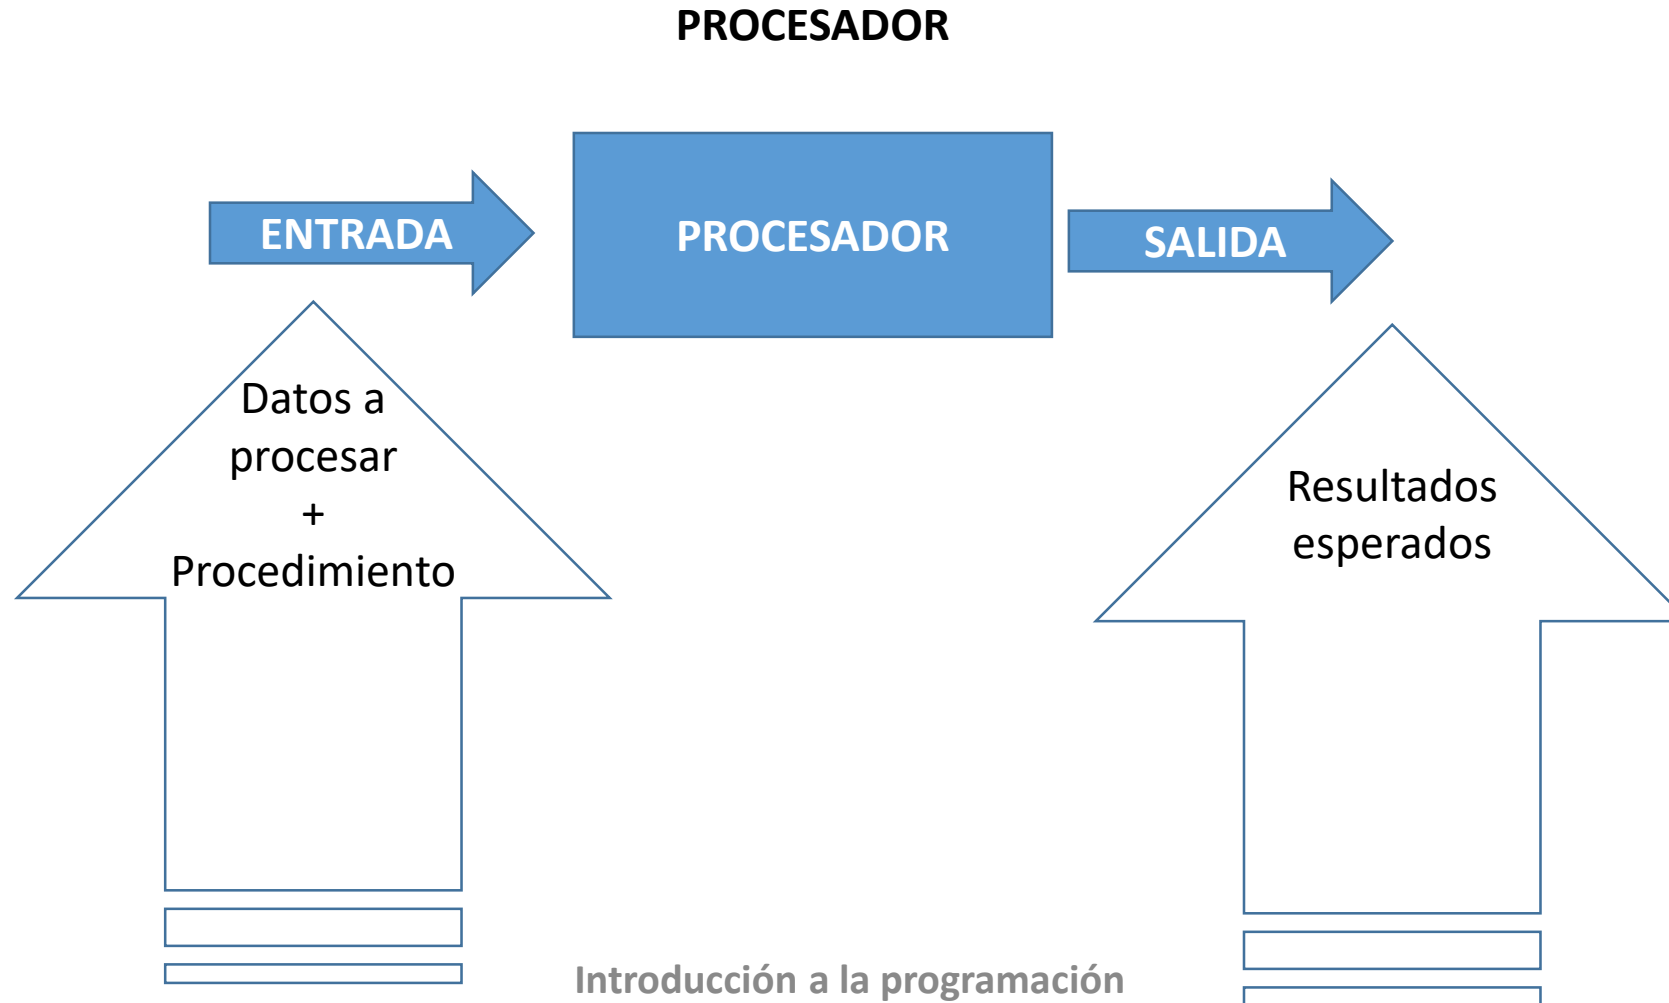 PROCESADOR
ENTRADA
PROCESADOR
SALIDA
Datos a
procesar
+
Procedimiento
Resultados
esperados
Introducción a la programación